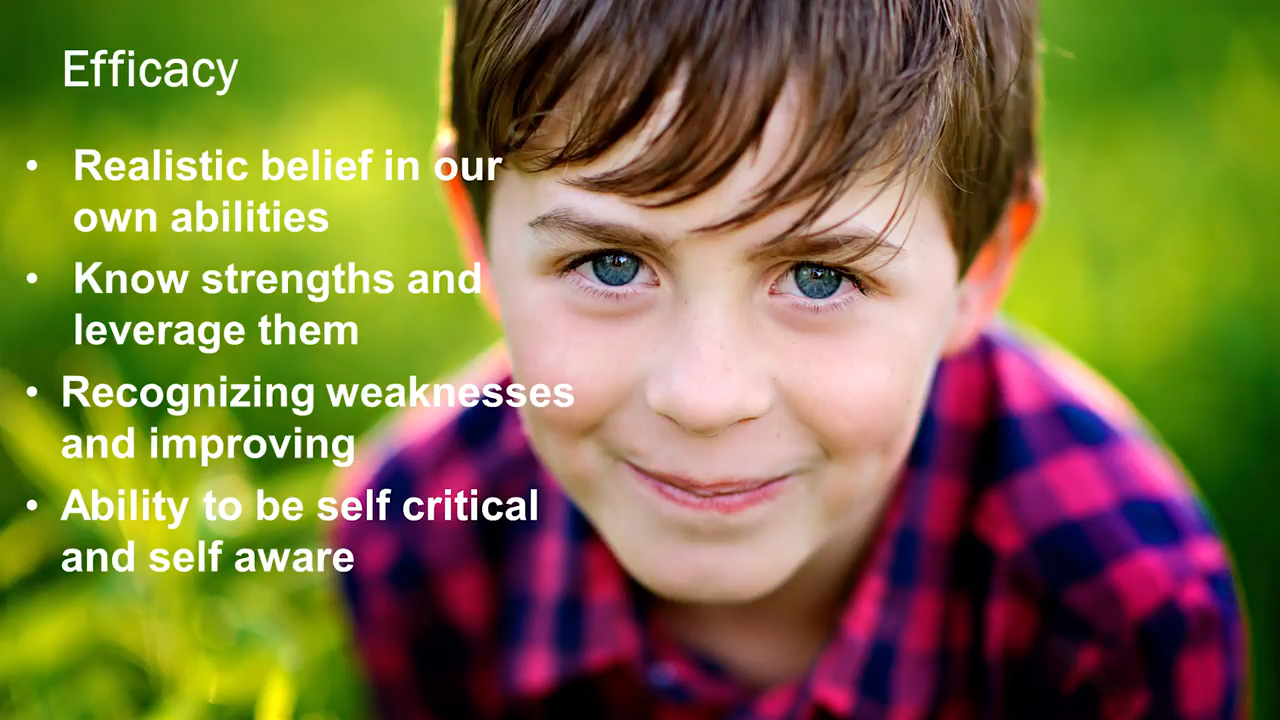 Efficacy
• Realistic belief in our
own abilities
• Know strengths and
leverage them
• Recognizing weaknesses
and improving
• Ability to be self critical
and self aware